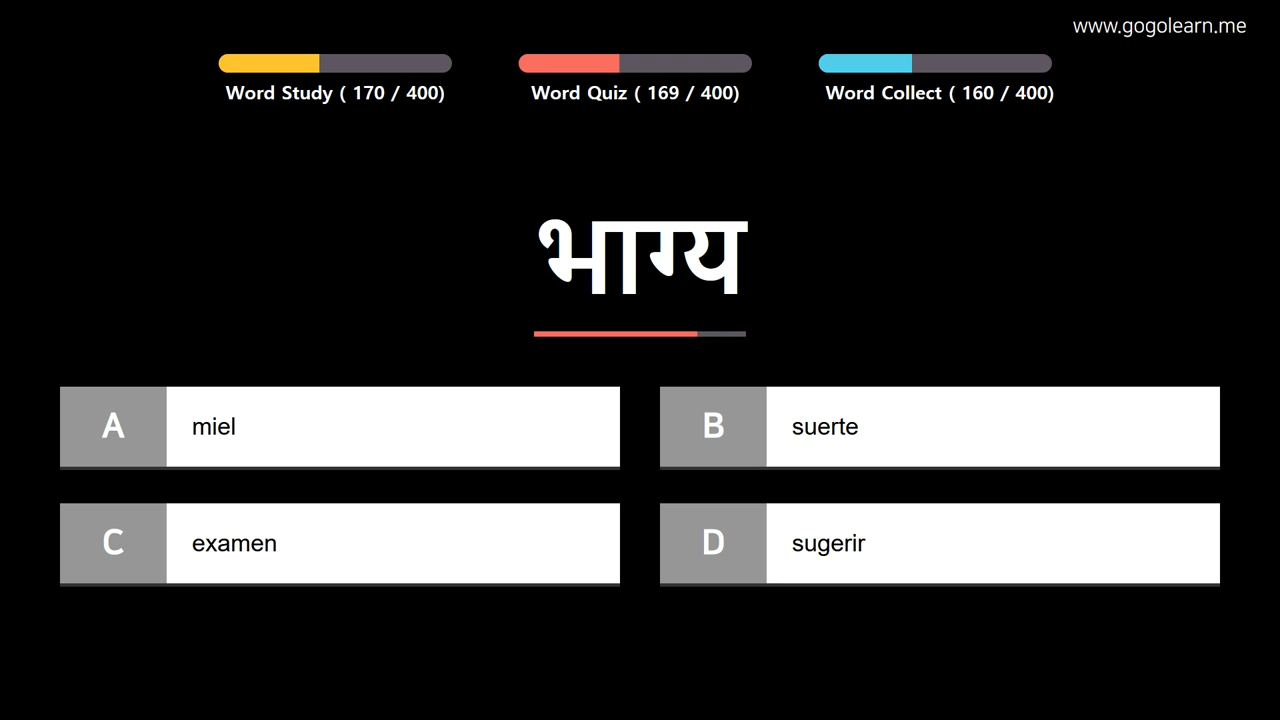 www.gogolearn.me
Word Study ( 170 / 400)
Word Quiz ( 169 / 400)
Word Collect ( 160 / 400)
भाग्य
A miel
B suerte
C examen
D sugerir